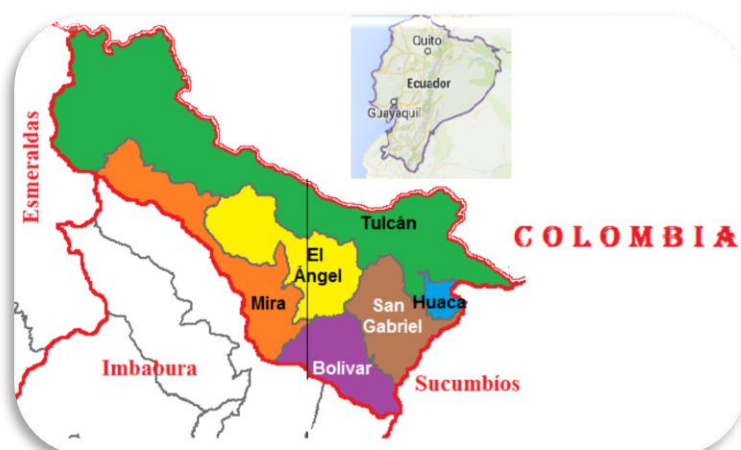 Quito
Ecuador
Guayaquil
Esmeraldas
Tulcán
COLOMBIA
El
Ángel
Mira
San
Gabriel
Huaca
Bolívar
Imbabura
Sucumbíos